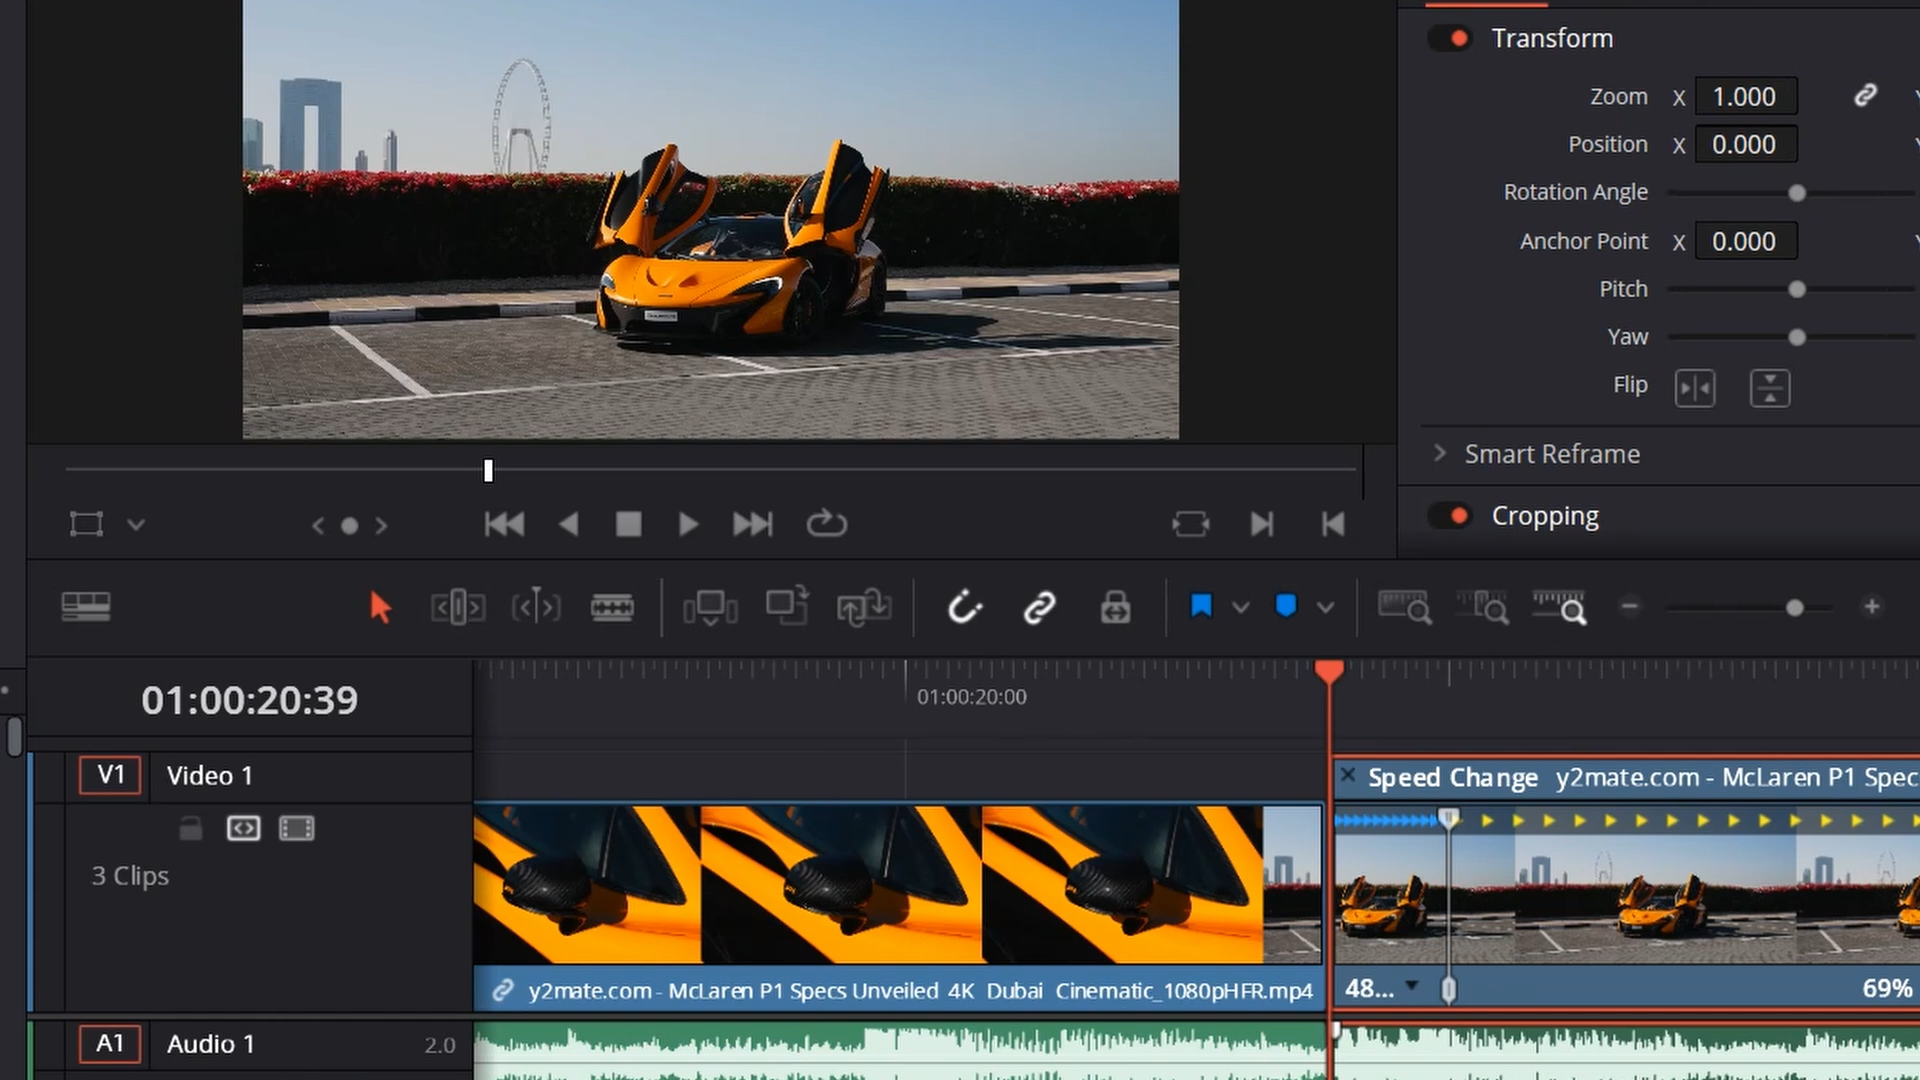 Transform
Zoom X 1.000
Position X 0.000
Rotation Angle
Anchor Point X 0.000
Pitch
Yaw
Flip
Smart Reframe
Cropping
01:00:20:39
01:00:20:00
V1 Video 1
Speed Change y2mate.com - McLaren P1 Spec
3 Clips
y2mate.com - McLaren P1 Specs Unveiled 4K Dubai Cinematic_1080pHFR.mp4
48... 69%
A1 Audio 1 2.0